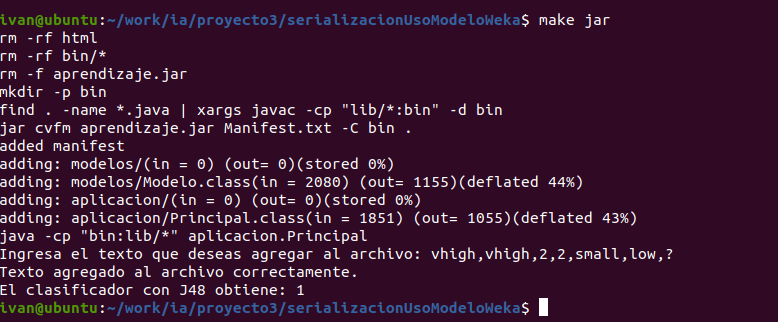 ivan@ubuntu:~/work/ia/proyecto3/serializacionUsoModeloWeka$ make jar
rm -rf html
rm -rf bin/*
rm -f aprendizaje.jar
mkdir -p bin
find . -name *.java | xargs javac -cp "lib/*:bin" -d bin
jar cvfm aprendizaje.jar Manifest.txt -C bin .
added manifest
adding: modelos/(in = 0) (out= 0)(stored 0%)
adding: modelos/Modelo.class(in = 2080) (out= 1155)(deflated 44%)
adding: aplicacion/(in = 0) (out= 0)(stored 0%)
adding: aplicacion/Principal.class(in = 1851) (out= 1055)(deflated 43%)
java -cp "bin:lib/*" aplicacion.Principal
Ingresa el texto que deseas agregar al archivo: vhigh,vhigh,2,2,small,low,?
Texto agregado al archivo correctamente.
El clasificador con J48 obtiene: 1
ivan@ubuntu:~/work/ia/proyecto3/serializacionUsoModeloWeka$